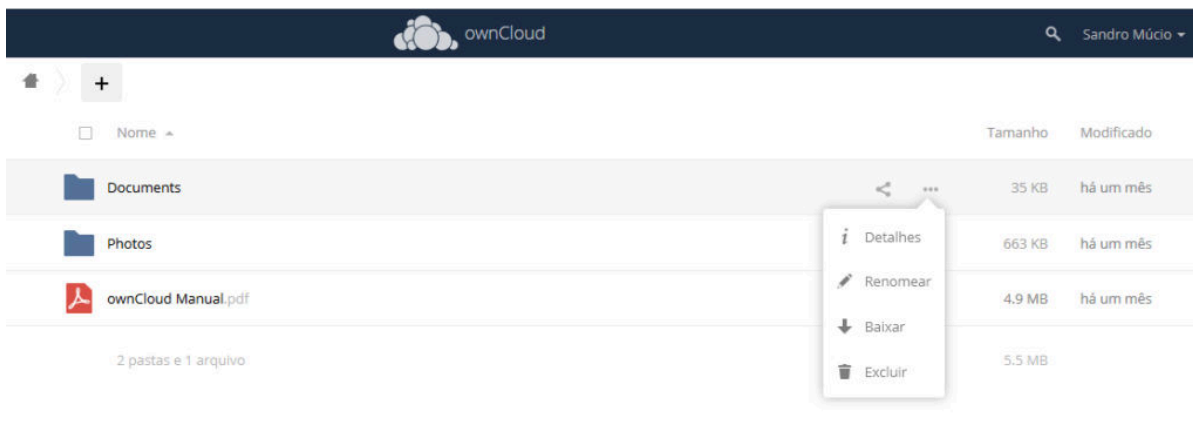 ownCloud Sandro Múcio
+
Nome Tamanho Modificado
Documents ... 35 KB há um mês
i Detalhes
Photos 663 KB há um mês
Renomear
ownCloud Manual.pdf 4.9 MB há um mês
Baixar
2 pastas e 1 arquivo 5.5 MB
Excluir